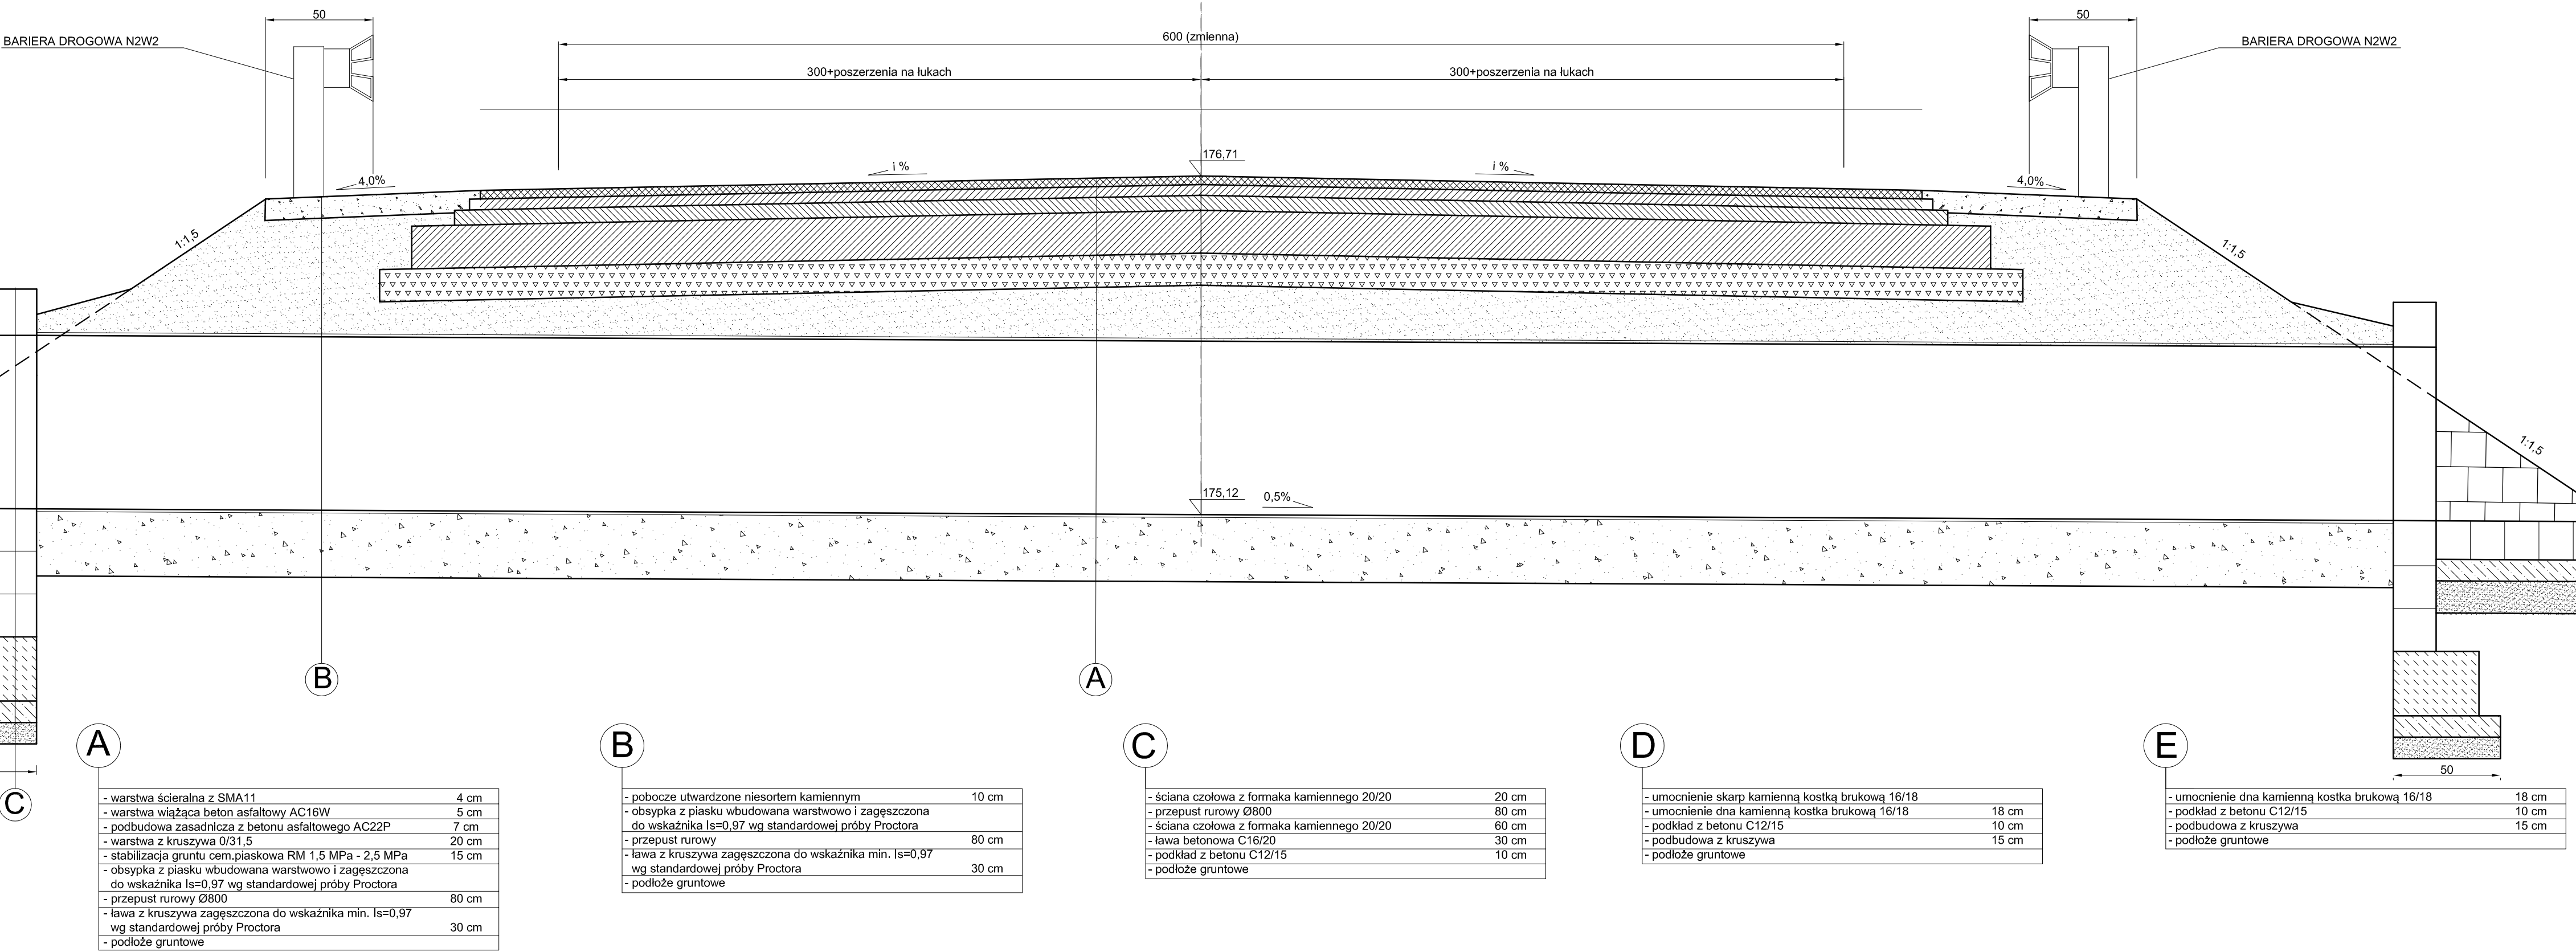 50
50
BARIERA DROGOWA N2W2
600 (zmienna)
BARIERA DROGOWA N2W2
300+poszerzenia na łukach
300+poszerzenia na łukach
176,71
i %
i %
4,0%
4,0%
1:1,5
1:1,5
1:1,5
175,12
0,5%
B
A
50
C
A
- warstwa ścieralna z SMA11 4 cm
- warstwa wiążąca beton asfaltowy AC16W 5 cm
- podbudowa zasadnicza z betonu asfaltowego AC22P 7 cm
- warstwa z kruszywa 0/31,5 20 cm
- stabilizacja gruntu cem.piaskowa RM 1,5 MPa - 2,5 MPa 15 cm
- obsypka z piasku wbudowana warstwowo i zagęszczona
do wskaźnika Is=0,97 wg standardowej próby Proctora
- przepust rurowy Ø800 80 cm
- ława z kruszywa zagęszczona do wskaźnika min. Is=0,97
wg standardowej próby Proctora 30 cm
- podłoże gruntowe
B
- pobocze utwardzone niesortem kamiennym 10 cm
- obsypka z piasku wbudowana warstwowo i zagęszczona
do wskaźnika Is=0,97 wg standardowej próby Proctora
- przepust rurowy 80 cm
- ława z kruszywa zagęszczona do wskaźnika min. Is=0,97
wg standardowej próby Proctora 30 cm
- podłoże gruntowe
C
- ściana czołowa z formaka kamiennego 20/20 20 cm
- przepust rurowy Ø800 80 cm
- ściana czołowa z formaka kamiennego 20/20 60 cm
- ława betonowa C16/20 30 cm
- podkład z betonu C12/15 10 cm
- podłoże gruntowe
D
- umocnienie skarp kamienną kostką brukową 16/18
- umocnienie dna kamienną kostka brukową 16/18 18 cm
- podkład z betonu C12/15 10 cm
- podbudowa z kruszywa 15 cm
- podłoże gruntowe
E
- umocnienie dna kamienną kostka brukową 16/18 18 cm
- podkład z betonu C12/15 10 cm
- podbudowa z kruszywa 15 cm
- podłoże gruntowe